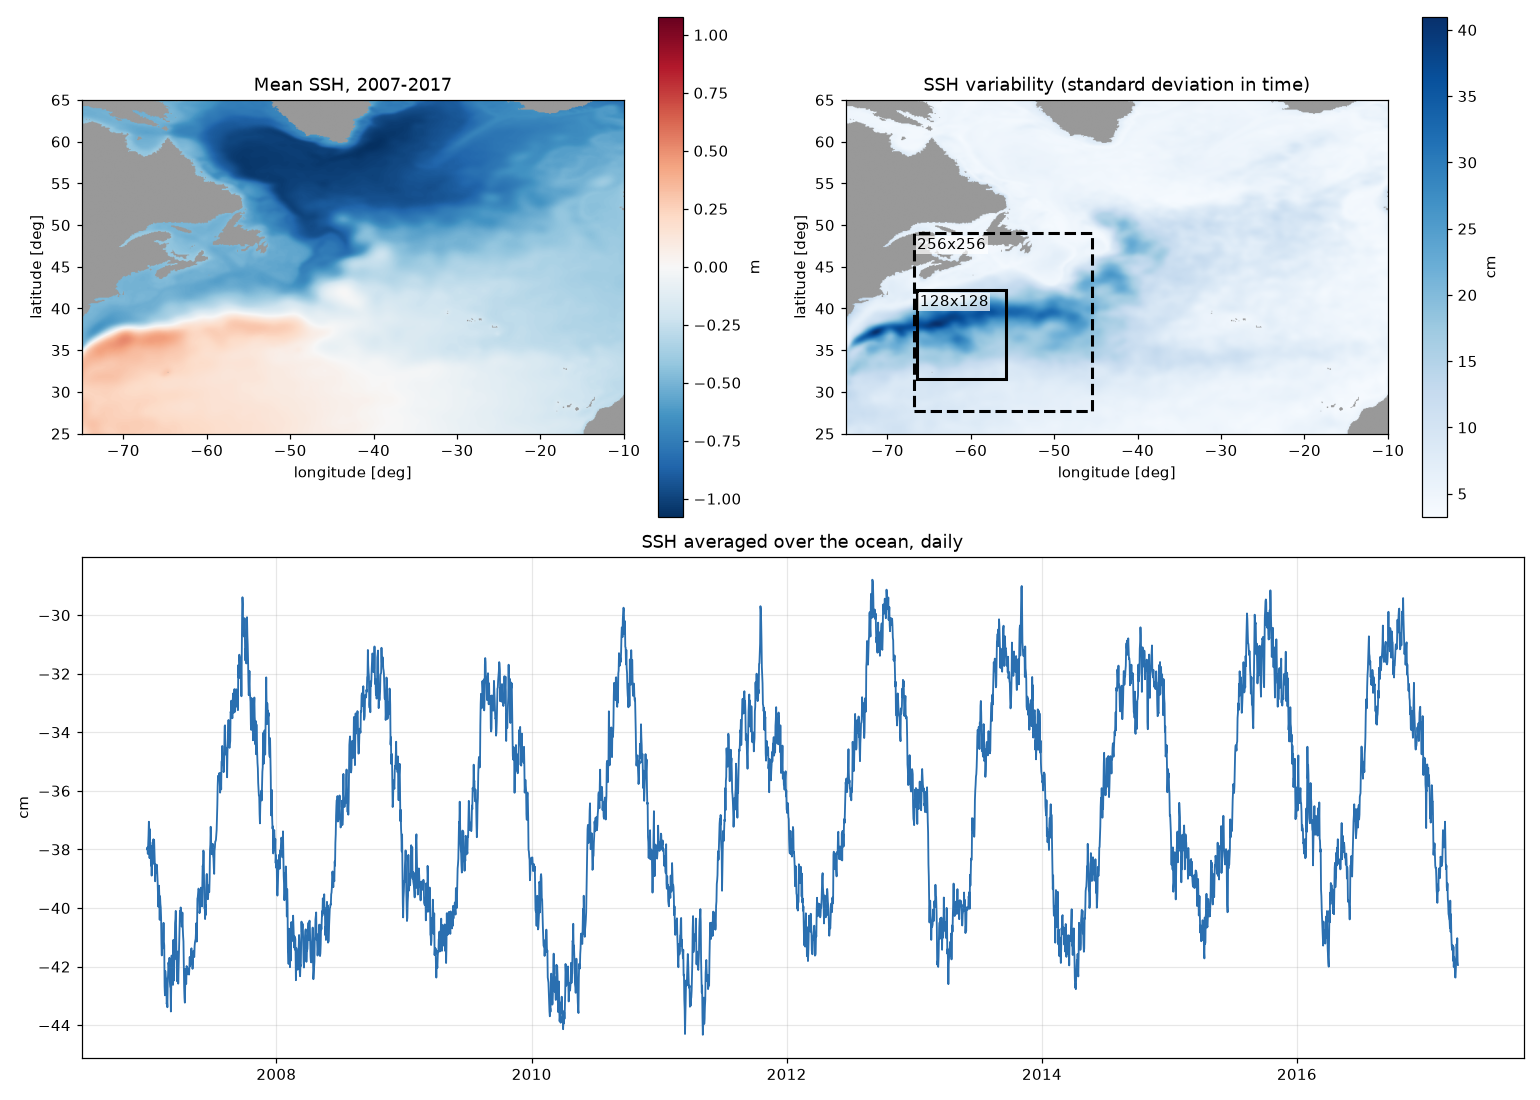 Mean SSH, 2007-2017
65
60
55
50
45
40
35
30
25
latitude [deg]
−70 −60 −50 −40 −30 −20 −10
longitude [deg]
1.00
0.75
0.50
0.25
0.00
−0.25
−0.50
−0.75
−1.00
m
SSH variability (standard deviation in time)
65
60
55
50
45
40
35
30
25
latitude [deg]
256x256
128x128
−70 −60 −50 −40 −30 −20 −10
longitude [deg]
40
35
30
25
20
15
10
5
cm
SSH averaged over the ocean, daily
−30
−32
−34
−36
−38
−40
−42
−44
cm
2008 2010 2012 2014 2016